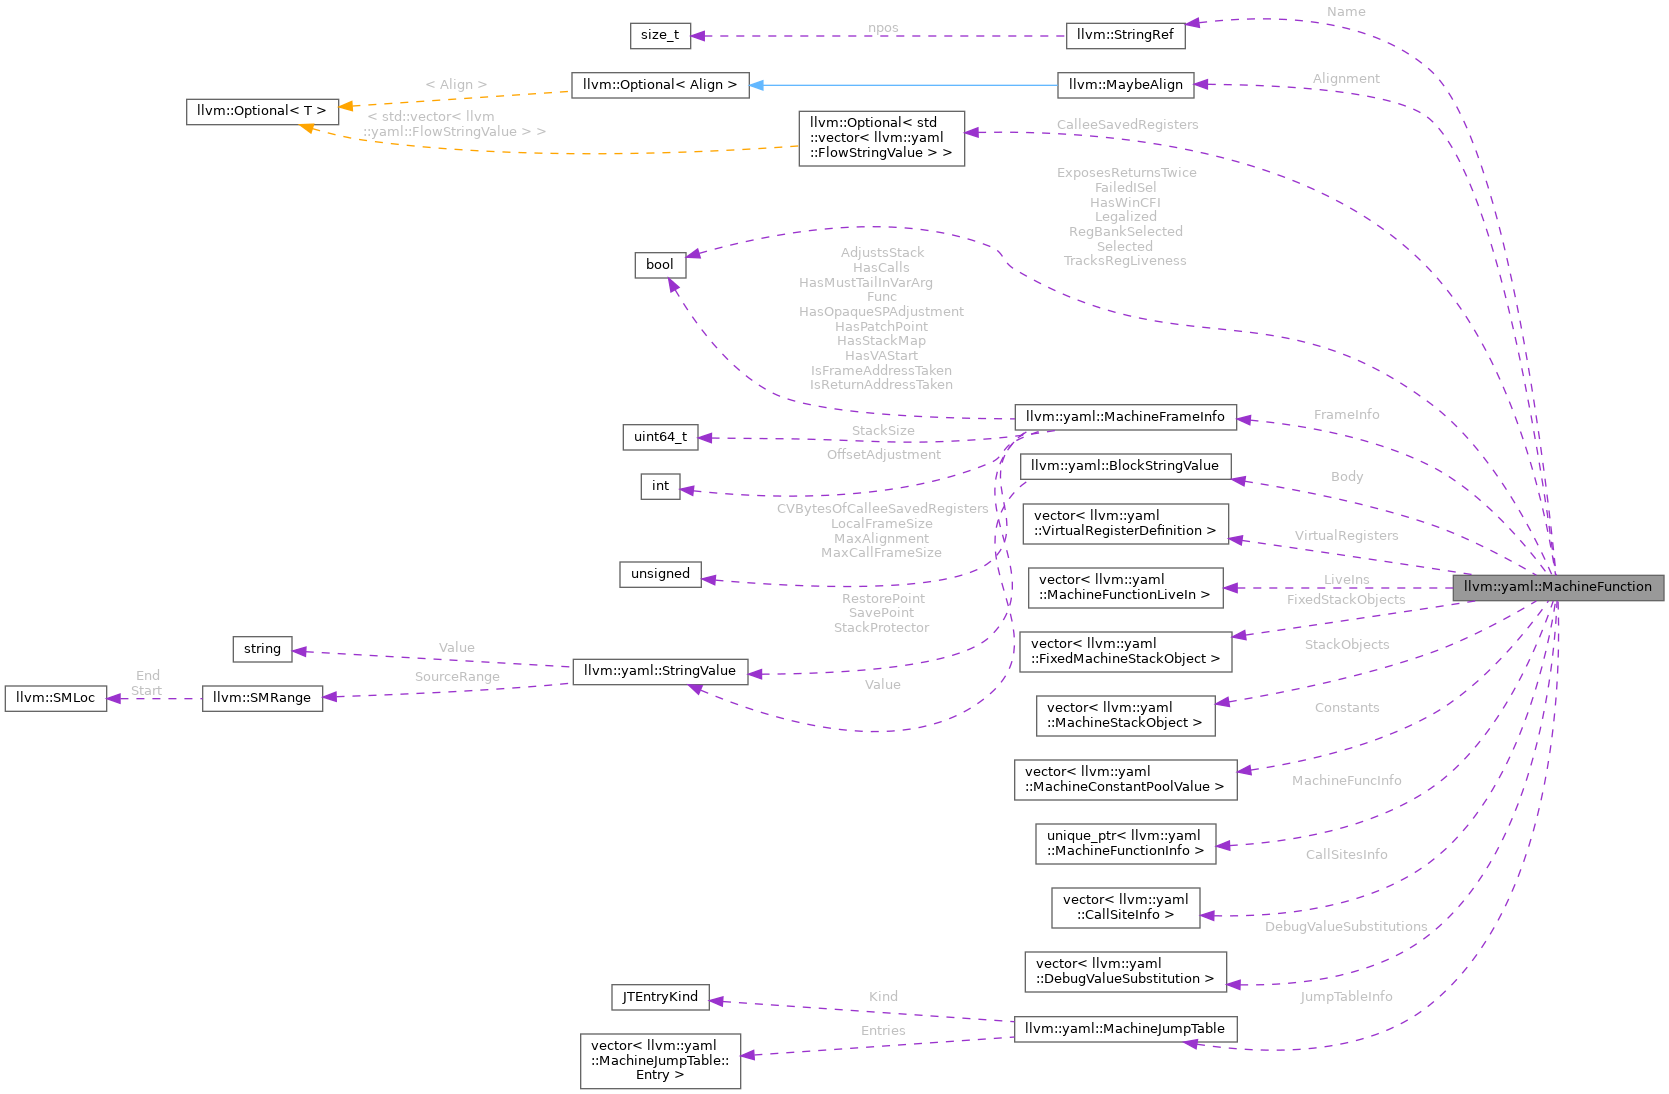 Name
npos
size_t
llvm::StringRef
Alignment
< Align >
llvm::Optional< Align >
llvm::MaybeAlign
llvm::Optional< T >
< std::vector< llvm
::yaml::FlowStringValue > >
llvm::Optional< std
::vector< llvm::yaml
::FlowStringValue > >
CalleeSavedRegisters
ExposesReturnsTwice
FailedISel
HasWinCFI
Legalized
RegBankSelected
Selected
TracksRegLiveness
bool
AdjustsStack
HasCalls
HasMustTailInVarArg
Func
HasOpaqueSPAdjustment
HasPatchPoint
HasStackMap
HasVAStart
IsFrameAddressTaken
IsReturnAddressTaken
llvm::yaml::MachineFrameInfo
FrameInfo
uint64_t
StackSize
OffsetAdjustment
int
llvm::yaml::BlockStringValue
Body
CVBytesOfCalleeSavedRegisters
LocalFrameSize
MaxAlignment
MaxCallFrameSize
vector< llvm::yaml
::VirtualRegisterDefinition >
VirtualRegisters
unsigned
vector< llvm::yaml
::MachineFunctionLiveIn >
LiveIns
llvm::yaml::MachineFunction
FixedStackObjects
RestorePoint
SavePoint
StackProtector
string
Value
vector< llvm::yaml
::FixedMachineStackObject >
StackObjects
llvm::yaml::StringValue
SourceRange
End
Start
llvm::SMLoc
llvm::SMRange
Value
vector< llvm::yaml
::MachineStackObject >
Constants
vector< llvm::yaml
::MachineConstantPoolValue >
MachineFuncInfo
unique_ptr< llvm::yaml
::MachineFunctionInfo >
CallSitesInfo
vector< llvm::yaml
::CallSiteInfo >
DebugValueSubstitutions
vector< llvm::yaml
::DebugValueSubstitution >
JumpTableInfo
JTEntryKind
Kind
llvm::yaml::MachineJumpTable
Entries
vector< llvm::yaml
::MachineJumpTable::
Entry >